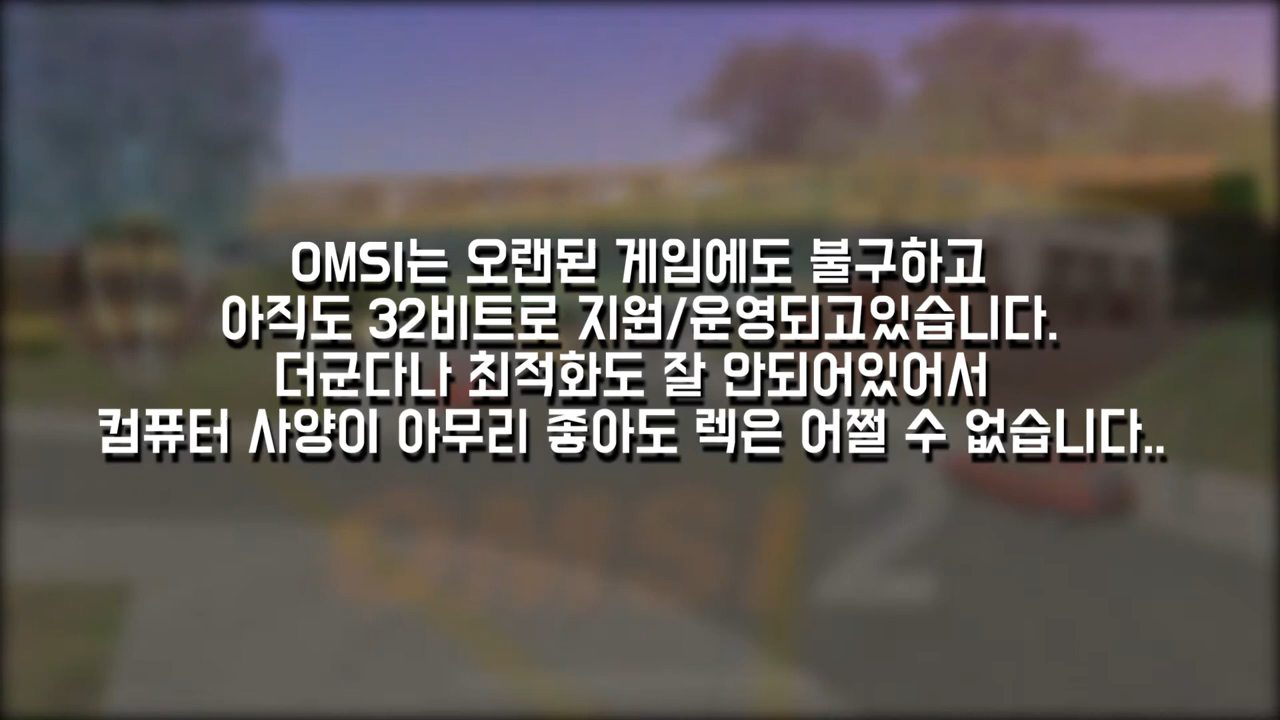 OMSI는 오랜된 게임에도 불구하고
아직도 32비트로 지원/운영되고있습니다.
더군다나 최적화도 잘 안되어있어서
컴퓨터 사양이 아무리 좋아도 렉은 어쩔 수 없습니다..
OMSI 2